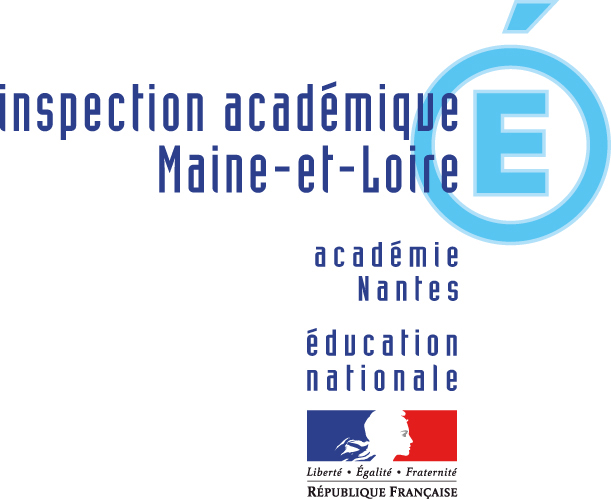 inspection académique
Maine-et-Loire
É
académie
Nantes
éducation
nationale
Liberté • Égalité • Fraternité
RÉPUBLIQUE FRANÇAISE